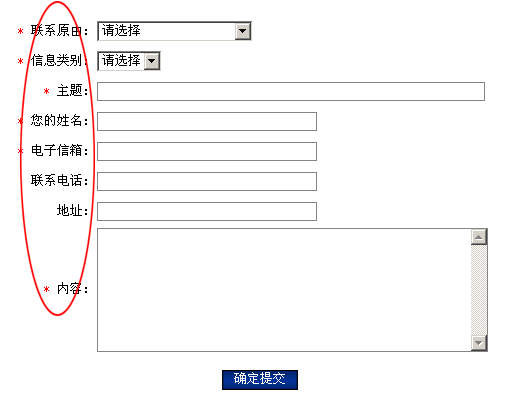 * 联系原由： 请选择
* 信息类别： 请选择
* 主题：
* 您的姓名：
* 电子信箱：
联系电话：
地址：
* 内容：
确定提交